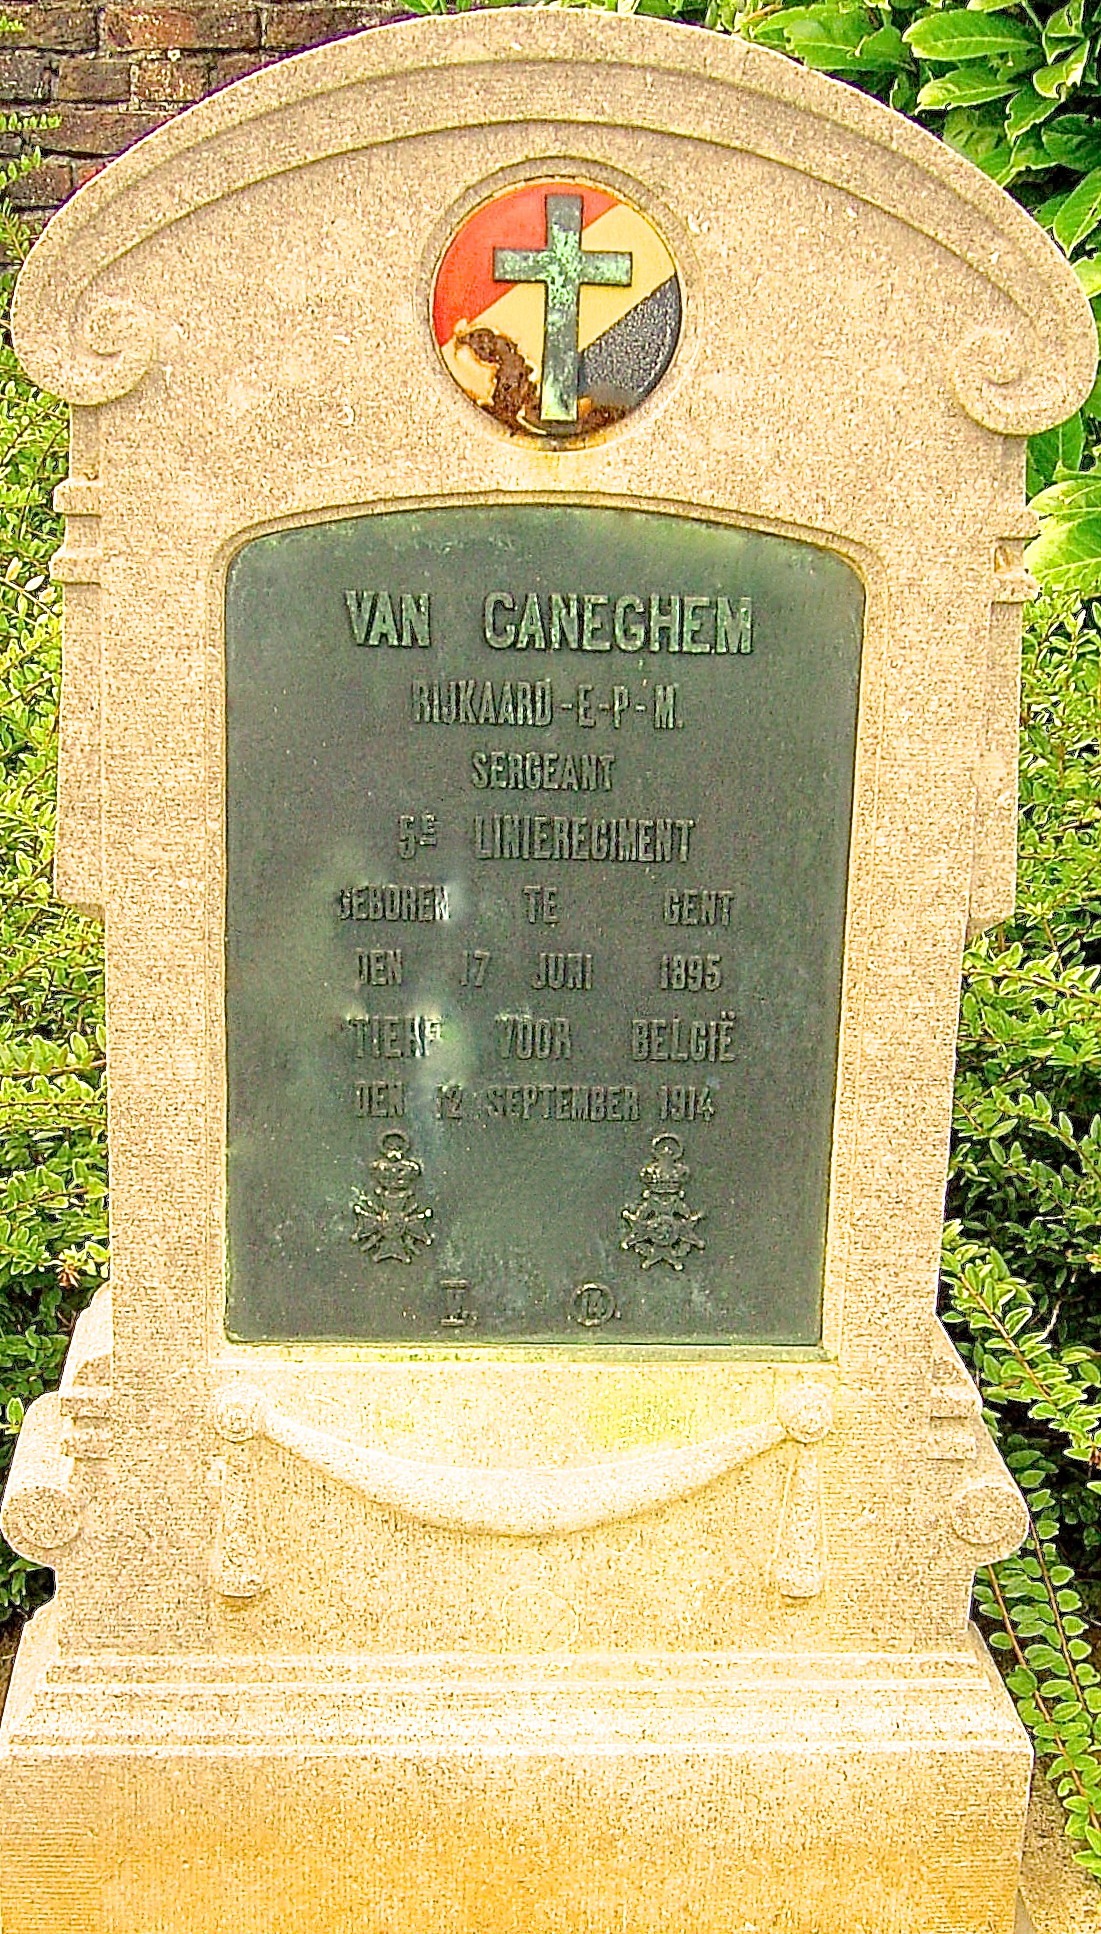 VAN CANEGHEM
RIJKAARD-E-P-M.
SERGEANT
5E LINIEREGIMENT
GEBOREN TE GENT
DEN 17 JUNI 1895
VOOR BELGIË
DEN 12 SEPTEMBER 1914
I. 14.